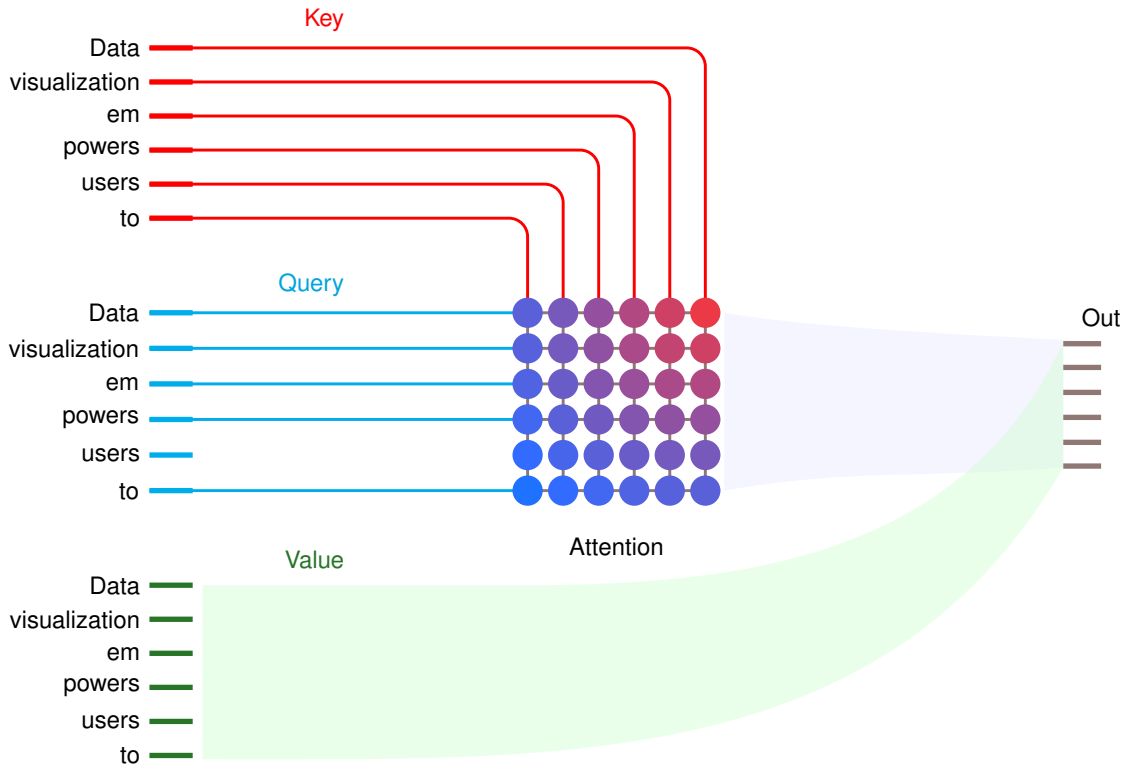 Key
Data
visualization
em
powers
users
to
Query
Data
visualization
em
powers
users
to
Out
Attention
Value
Data
visualization
em
powers
users
to